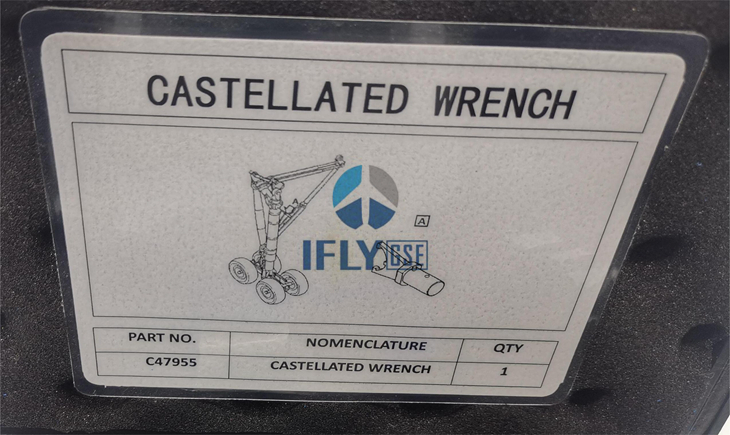 CASTELLATED WRENCH
A
IFLY GSE
PART NO. NOMENCLATURE QTY
C47955 CASTELLATED WRENCH 1